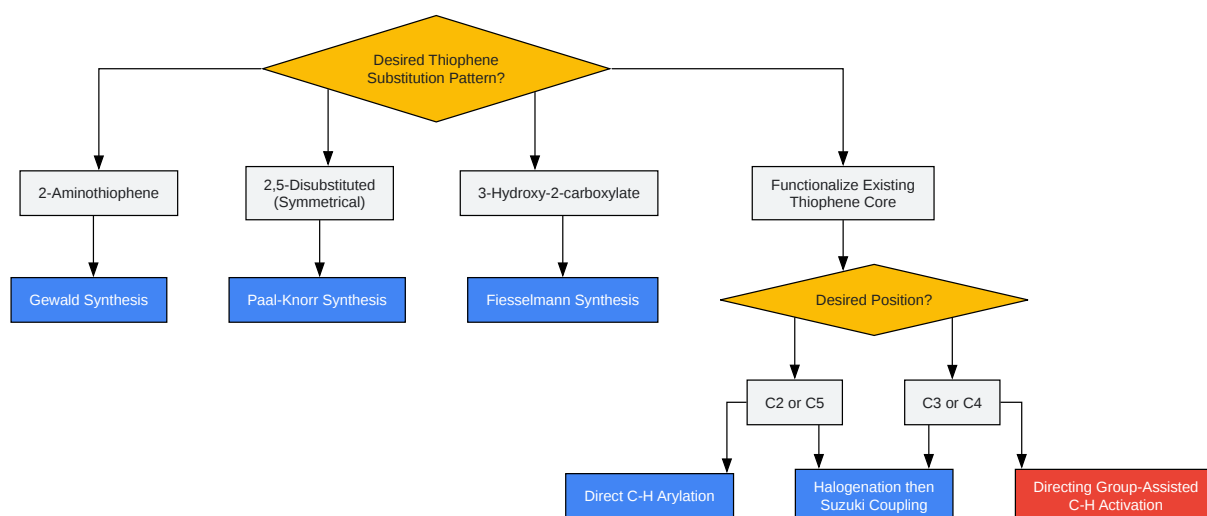 Desired Thiophene
Substitution Pattern?
2-Aminothiophene
2,5-Disubstituted
(Symmetrical)
3-Hydroxy-2-carboxylate
Functionalize Existing
Thiophene Core
Gewald Synthesis
Paal-Knorr Synthesis
Fiesselmann Synthesis
Desired Position?
C2 or C5
C3 or C4
Direct C-H Arylation
Halogenation then
Suzuki Coupling
Directing Group-Assisted
C-H Activation